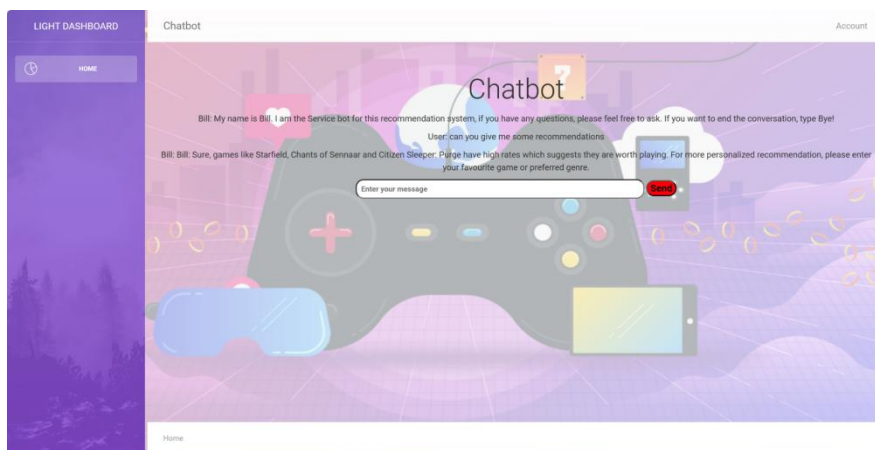 LIGHT DASHBOARD
Chatbot
Account
HOME
?
Chatbot
Bill: My name is Bill. I am the Service bot for this recommendation system, if you have any questions, please feel free to ask. If you want to end the conversation, type Bye!
User: can you give me some recommendations
Bill: Bill: Sure, games like Starfield, Chants of Sennaar and Citizen Sleeper: Purge have high rates which suggests they are worth playing. For more personalized recommendation, please enter
your favourite game or preferred genre.
Enter your message
Send
Home